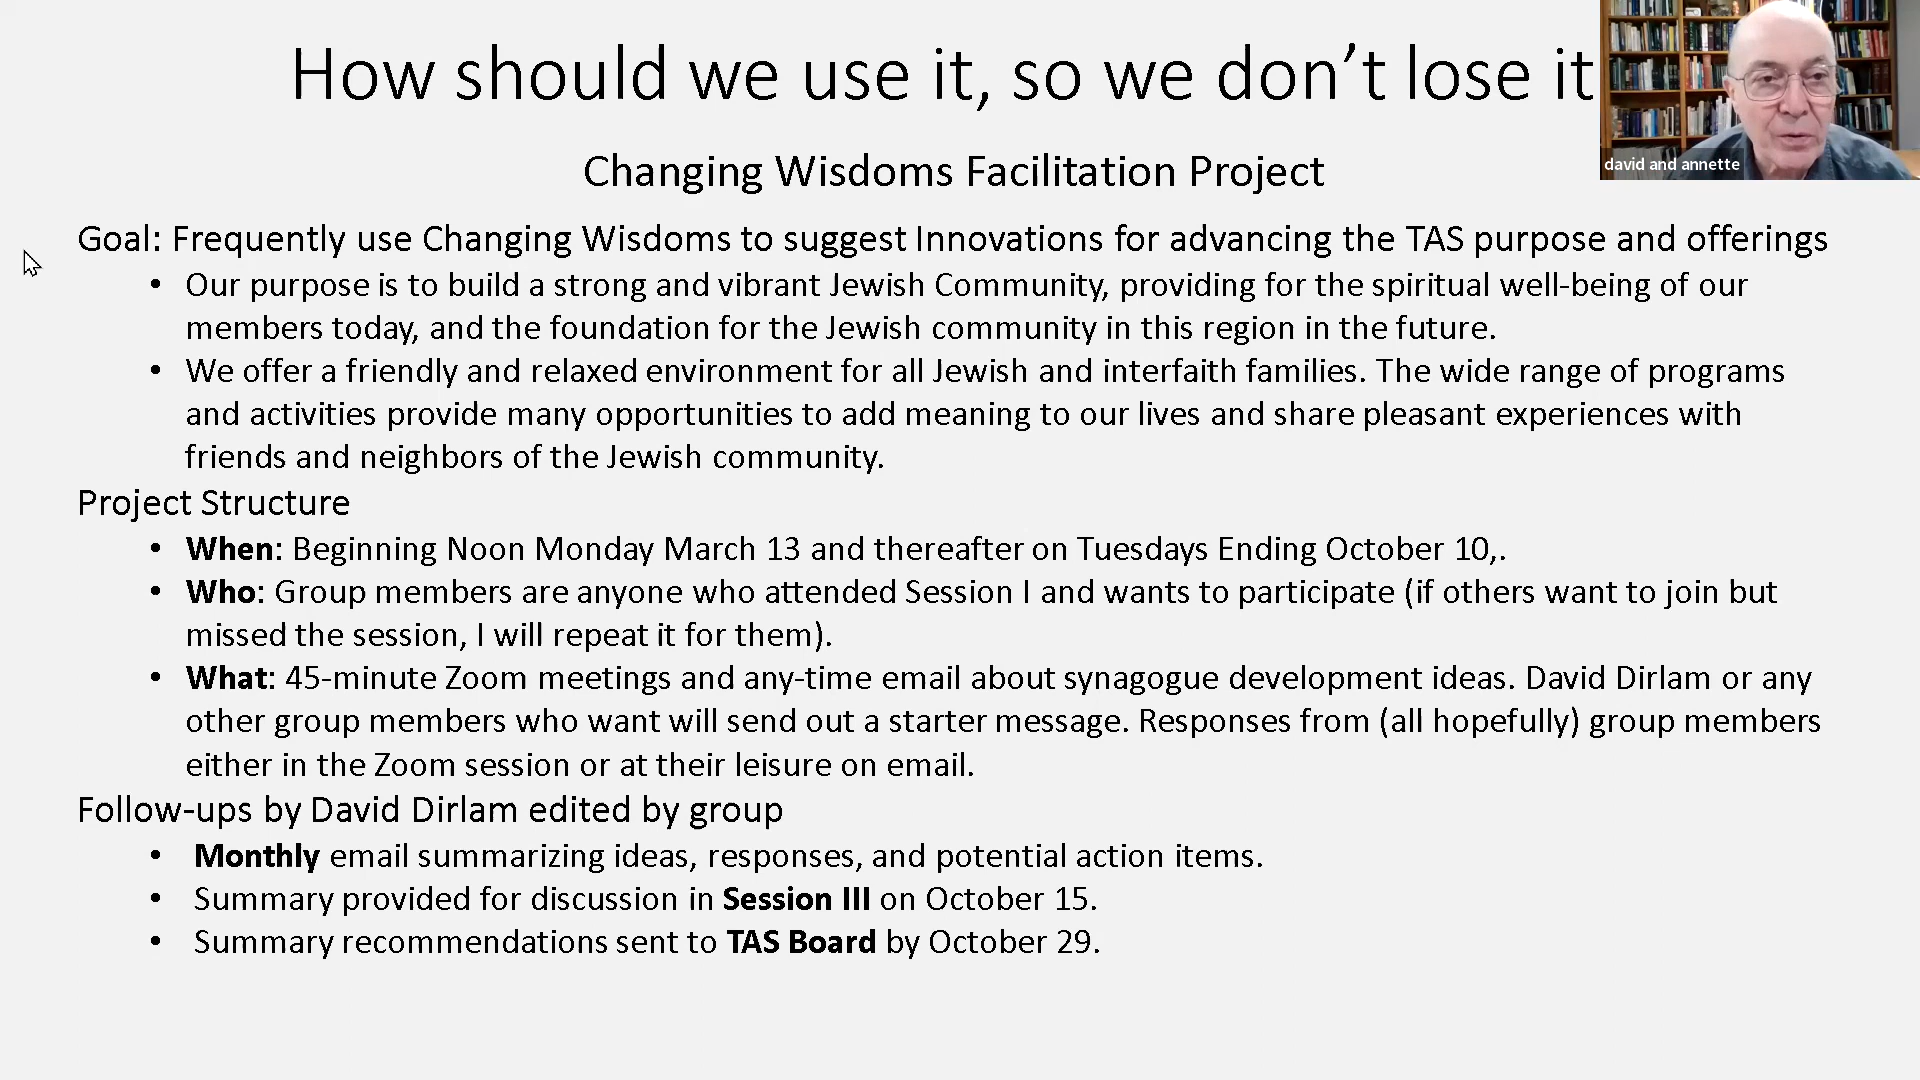 How should we use it, so we don’t lose it
david and annette
Changing Wisdoms Facilitation Project
Goal: Frequently use Changing Wisdoms to suggest Innovations for advancing the TAS purpose and offerings
• Our purpose is to build a strong and vibrant Jewish Community, providing for the spiritual well-being of our
members today, and the foundation for the Jewish community in this region in the future.
• We offer a friendly and relaxed environment for all Jewish and interfaith families. The wide range of programs
and activities provide many opportunities to add meaning to our lives and share pleasant experiences with
friends and neighbors of the Jewish community.
Project Structure
• When: Beginning Noon Monday March 13 and thereafter on Tuesdays Ending October 10,.
• Who: Group members are anyone who attended Session I and wants to participate (if others want to join but
missed the session, I will repeat it for them).
• What: 45-minute Zoom meetings and any-time email about synagogue development ideas. David Dirlam or any
other group members who want will send out a starter message. Responses from (all hopefully) group members
either in the Zoom session or at their leisure on email.
Follow-ups by David Dirlam edited by group
• Monthly email summarizing ideas, responses, and potential action items.
• Summary provided for discussion in Session III on October 15.
• Summary recommendations sent to TAS Board by October 29.